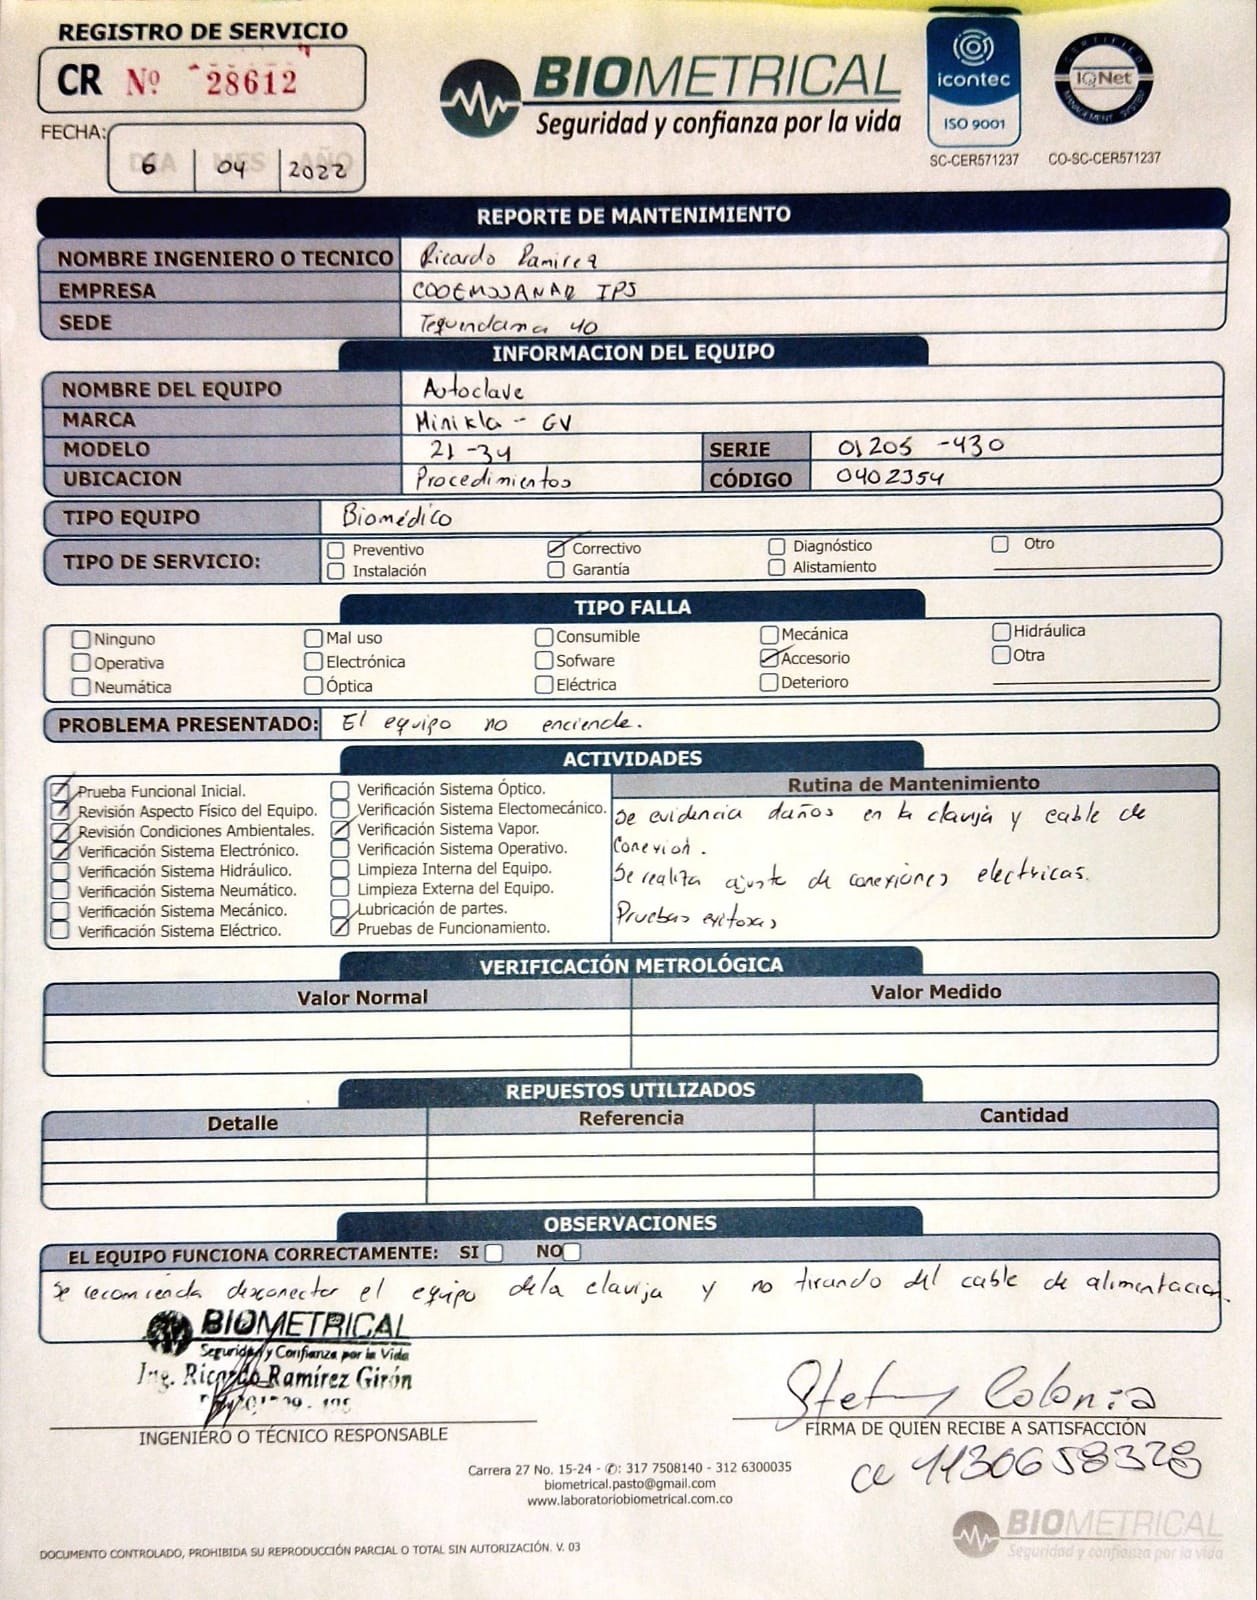 REGISTRO DE SERVICIO
CR Nº 28612
FECHA: DIA MES AÑO
6 04 2022
BIOMETRICAL
Seguridad y confianza por la vida
icontec
ISO 9001
SC-CER571237
CERTIFIED
IQNet
MANAGEMENT SYSTEM
CO-SC-CER571237
REPORTE DE MANTENIMIENTO
NOMBRE INGENIERO O TECNICO Ricardo Ramirez
EMPRESA COOEMSSANAR IPS
SEDE Tequendama 40
INFORMACION DEL EQUIPO
NOMBRE DEL EQUIPO Autoclave
MARCA Minikla - GV
MODELO 21-34 SERIE 01205 -430
UBICACION Procedimientos CÓDIGO 0402354
TIPO EQUIPO Biomédico
TIPO DE SERVICIO:
Preventivo Correctivo Diagnóstico Otro
Instalación Garantía Alistamiento
TIPO FALLA
Ninguno Mal uso Consumible Mecánica Hidráulica
Operativa Electrónica Sofware Accesorio Otra
Neumática Óptica Eléctrica Deterioro
PROBLEMA PRESENTADO: El equipo no enciende.
ACTIVIDADES
Prueba Funcional Inicial.
Revisión Aspecto Físico del Equipo.
Revisión Condiciones Ambientales.
Verificación Sistema Electrónico.
Verificación Sistema Hidráulico.
Verificación Sistema Neumático.
Verificación Sistema Mecánico.
Verificación Sistema Eléctrico.
Verificación Sistema Óptico.
Verificación Sistema Electomecánico.
Verificación Sistema Vapor.
Verificación Sistema Operativo.
Limpieza Interna del Equipo.
Limpieza Externa del Equipo.
Lubricación de partes.
Pruebas de Funcionamiento.
Rutina de Mantenimiento
Se evidencia daños en la clavija y cable de
conexion.
Se realiza ajuste de conexiones electricas.
Pruebas exitosas
VERIFICACIÓN METROLÓGICA
Valor Normal Valor Medido
REPUESTOS UTILIZADOS
Detalle Referencia Cantidad
OBSERVACIONES
EL EQUIPO FUNCIONA CORRECTAMENTE: SI NO
Se recomienda desconectar el equipo dela clavija y no tirando del cable de alimentacion.
BIOMETRICAL
Seguridad y Confianza por la Vida
Ing. Ricardo Ramírez Girón
INGENIERO O TÉCNICO RESPONSABLE
Stefany Colonia
FIRMA DE QUIEN RECIBE A SATISFACCIÓN
cc 1130658328
Carrera 27 No. 15-24 - ✆: 317 7508140 - 312 6300035
biometrical.pasto@gmail.com
www.laboratoriobiometrical.com.co
BIOMETRICAL
Seguridad y confianza por la vida
DOCUMENTO CONTROLADO, PROHIBIDA SU REPRODUCCIÓN PARCIAL O TOTAL SIN AUTORIZACIÓN. V. 03